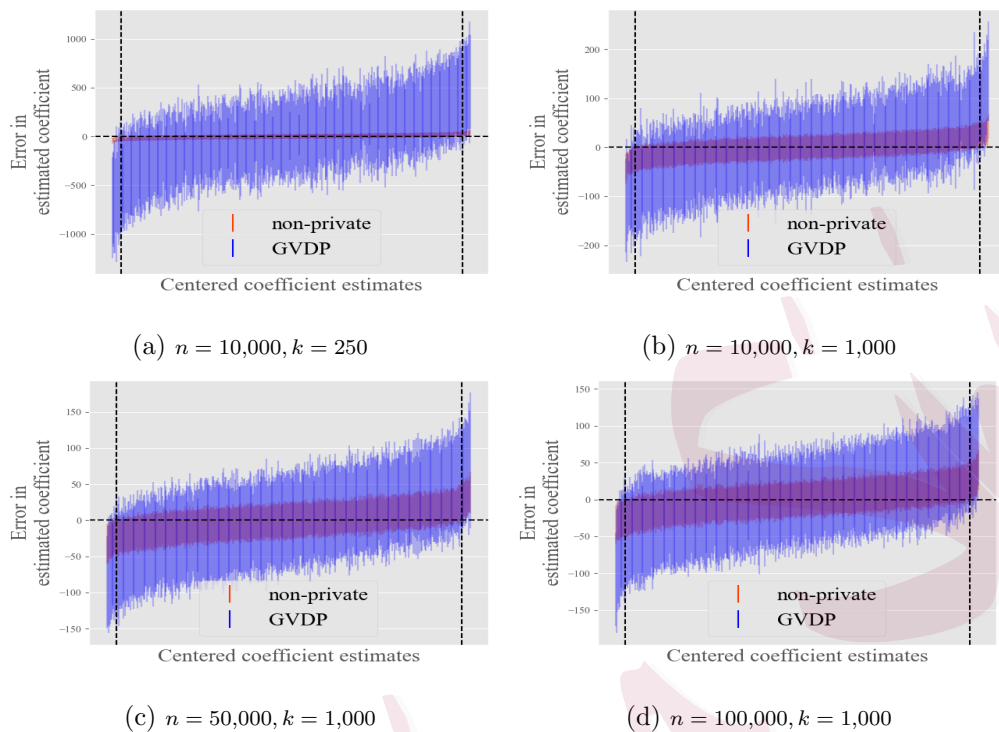 1000
500
0
−500
−1000
Error in
estimated coefficient
non-private
GVDP
Centered coefficient estimates
(a) n = 10,000, k = 250
200
100
0
−100
−200
Error in
estimated coefficient
non-private
GVDP
Centered coefficient estimates
(b) n = 10,000, k = 1,000
150
100
50
0
−50
−100
−150
Error in
estimated coefficient
non-private
GVDP
Centered coefficient estimates
(c) n = 50,000, k = 1,000
150
100
50
0
−50
−100
−150
Error in
estimated coefficient
non-private
GVDP
Centered coefficient estimates
(d) n = 100,000, k = 1,000